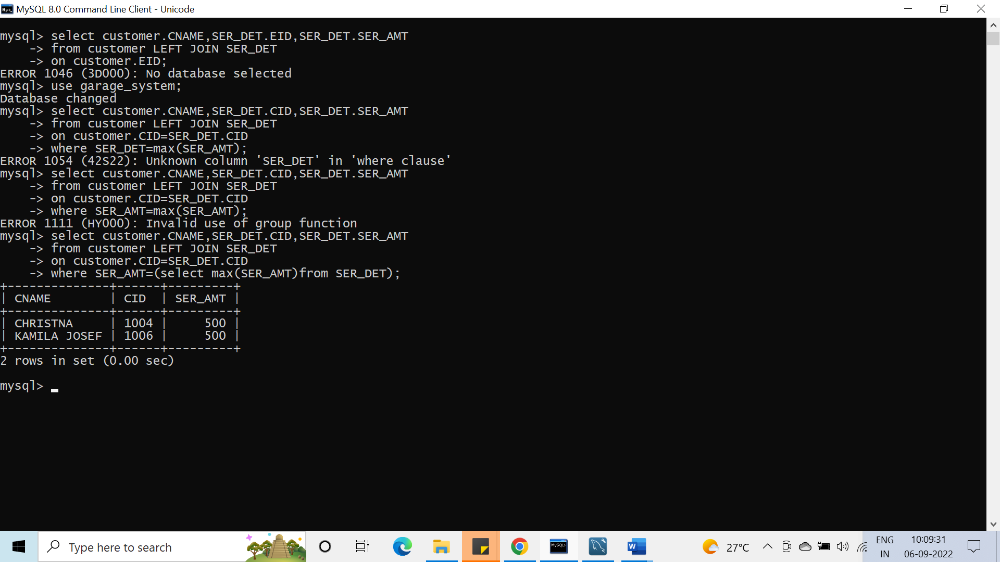 MySQL 8.0 Command Line Client - Unicode
mysql> select customer.CNAME,SER_DET.EID,SER_DET.SER_AMT
    -> from customer LEFT JOIN SER_DET
    -> on customer.EID;
ERROR 1046 (3D000): No database selected
mysql> use garage_system;
Database changed
mysql> select customer.CNAME,SER_DET.CID,SER_DET.SER_AMT
    -> from customer LEFT JOIN SER_DET
    -> on customer.CID=SER_DET.CID
    -> where SER_DET=max(SER_AMT);
ERROR 1054 (42S22): Unknown column 'SER_DET' in 'where clause'
mysql> select customer.CNAME,SER_DET.CID,SER_DET.SER_AMT
    -> from customer LEFT JOIN SER_DET
    -> on customer.CID=SER_DET.CID
    -> where SER_AMT=max(SER_AMT);
ERROR 1111 (HY000): Invalid use of group function
mysql> select customer.CNAME,SER_DET.CID,SER_DET.SER_AMT
    -> from customer LEFT JOIN SER_DET
    -> on customer.CID=SER_DET.CID
    -> where SER_AMT=(select max(SER_AMT)from SER_DET);
+--------------+------+---------+
| CNAME        | CID  | SER_AMT |
+--------------+------+---------+
| CHRISTNA     | 1004 |     500 |
| KAMILA JOSEF | 1006 |     500 |
+--------------+------+---------+
2 rows in set (0.00 sec)
mysql> _
Type here to search
MySQL>
W
27°C
ENG
IN
10:09:31
06-09-2022